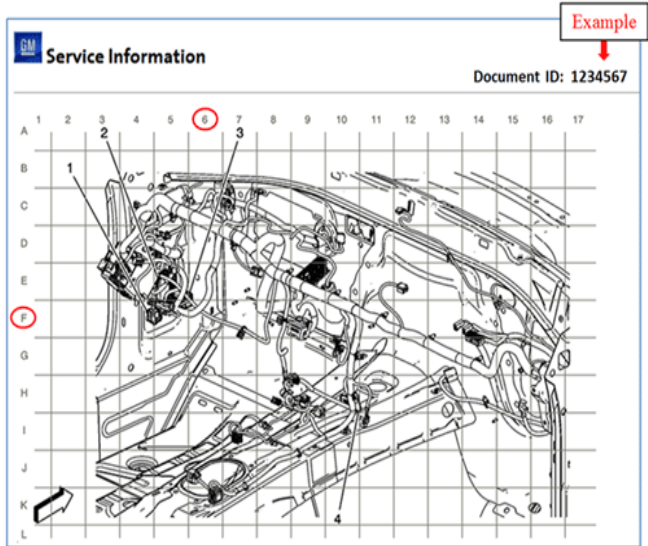 Example
GM Service Information
Document ID: 1234567
1 2 3 4 5 6 7 8 9 10 11 12 13 14 15 16 17
A
2 3
B
1
C
D
E
F
G
H
I
J
K
4
L